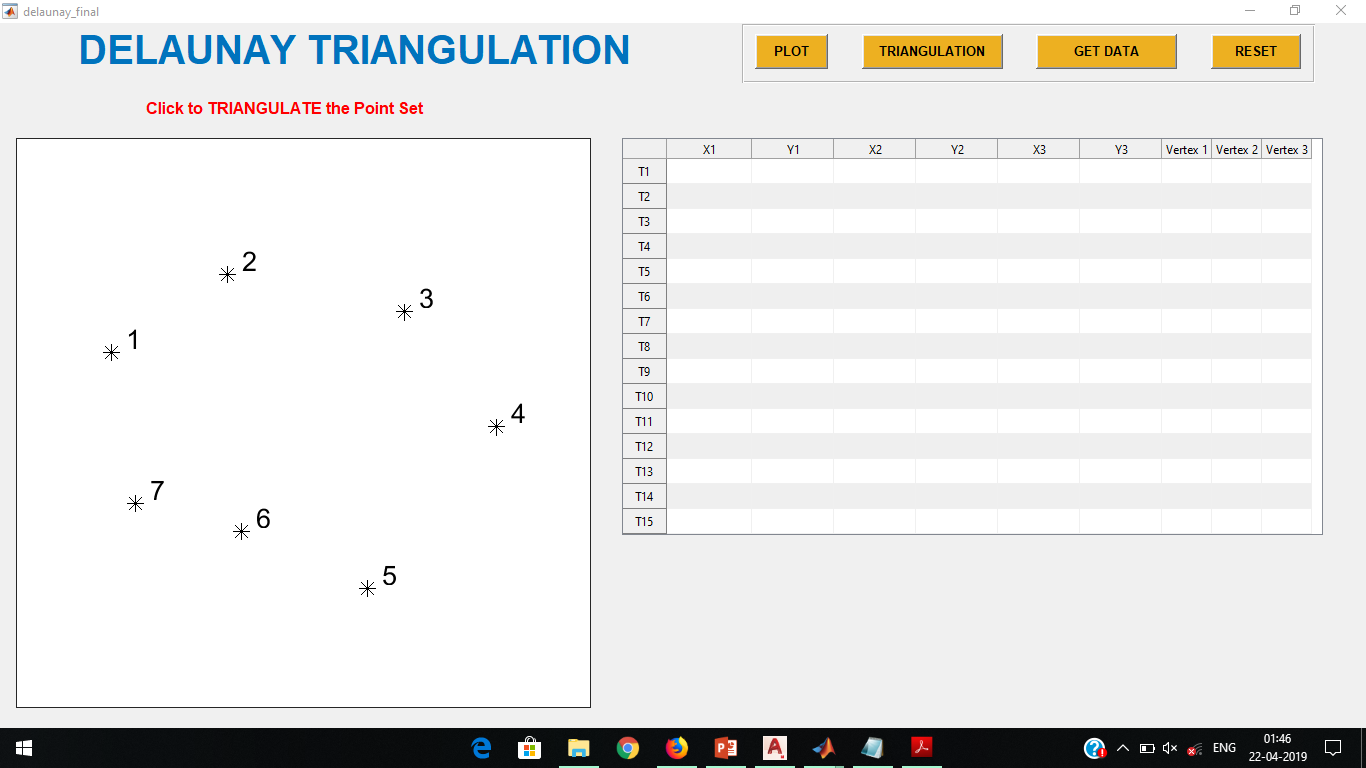 delaunay_final
DELAUNAY TRIANGULATION
PLOT TRIANGULATION GET DATA RESET
Click to TRIANGULATE the Point Set
X1 Y1 X2 Y2 X3 Y3 Vertex 1 Vertex 2 Vertex 3
T1
T2
T3
T4
T5
T6
T7
T8
T9
T10
T11
T12
T13
T14
T15
2
3
1
4
7
6
5
ENG
01:46
22-04-2019